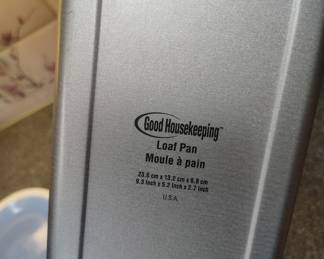 Good Housekeeping™
Loaf Pan
Moule à pain
23.6 cm x 13.2 cm x 6.8 cm
9.3 Inch x 5.2 Inch x 2.7 Inch
U.S.A.